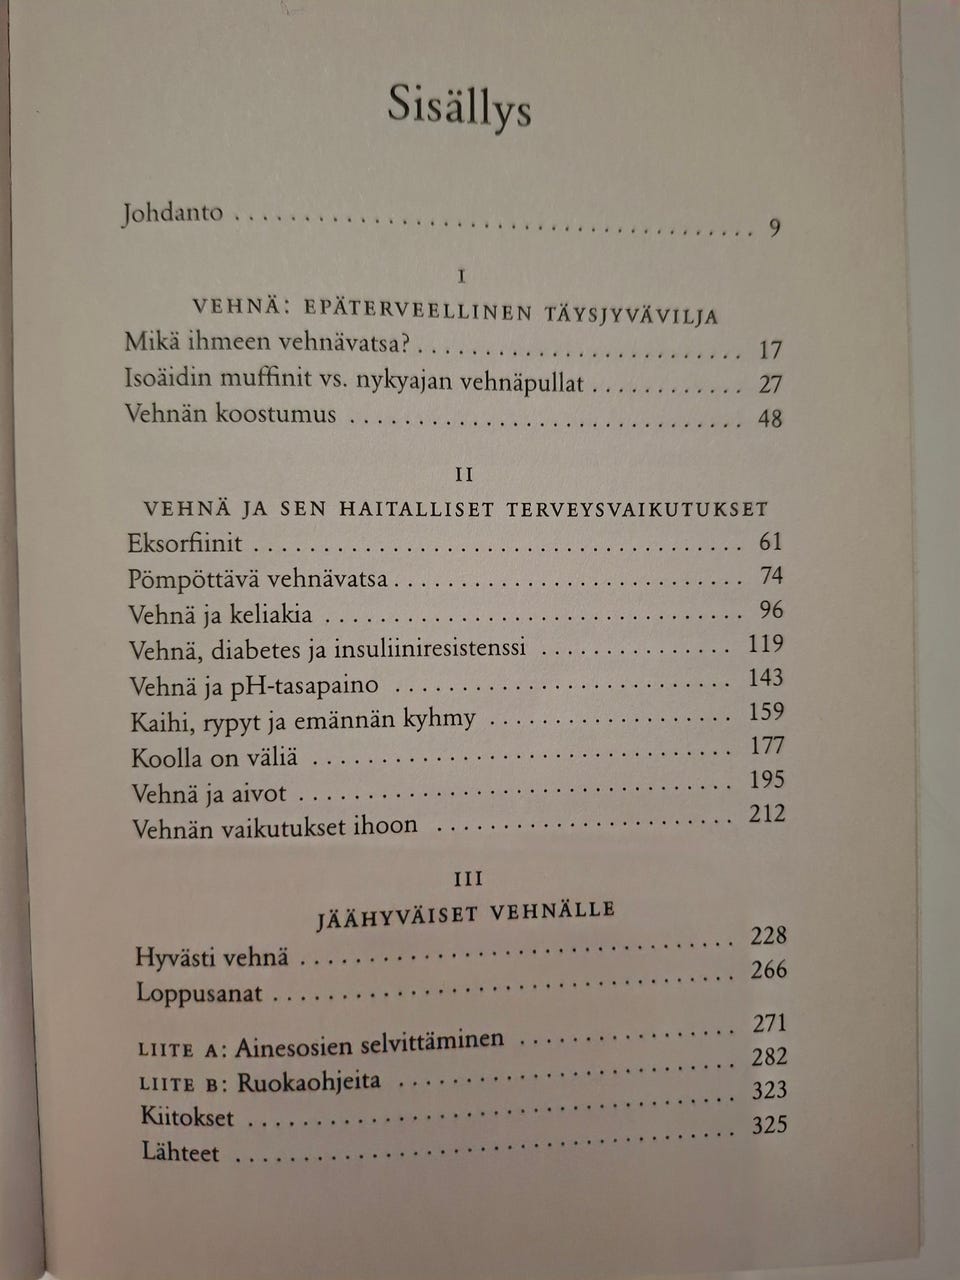 Sisällys
Johdanto 9
I
VEHNÄ: EPÄTERVEELLINEN TÄYSJYVÄVILJA
Mikä ihmeen vehnävatsa? 17
Isoäidin muffinit vs. nykyajan vehnäpullat 27
Vehnän koostumus 48
II
VEHNÄ JA SEN HAITALLISET TERVEYSVAIKUTUKSET
Eksorfiinit 61
Pömpöttävä vehnävatsa 74
Vehnä ja keliakia 96
Vehnä, diabetes ja insuliiniresistenssi 119
Vehnä ja pH-tasapaino 143
Kaihi, rypyt ja emännän kyhmy 159
Koolla on väliä 177
Vehnä ja aivot 195
Vehnän vaikutukset ihoon 212
III
JÄÄHYVÄISET VEHNÄLLE
Hyvästi vehnä 228
Loppusanat 266
LIITE A: Ainesosien selvittäminen 271
LIITE B: Ruokaohjeita 282
Kiitokset 323
Lähteet 325